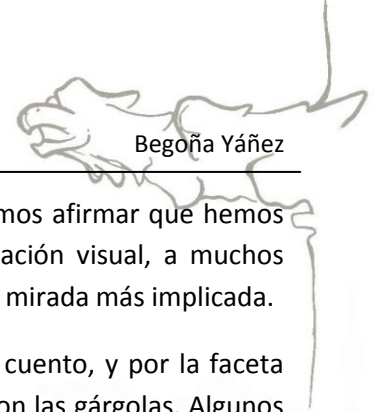 Begoña Yáñez
mos afirmar que hemos
ación visual, a muchos
mirada más implicada.
cuento, y por la faceta
on las gárgolas. Algunos